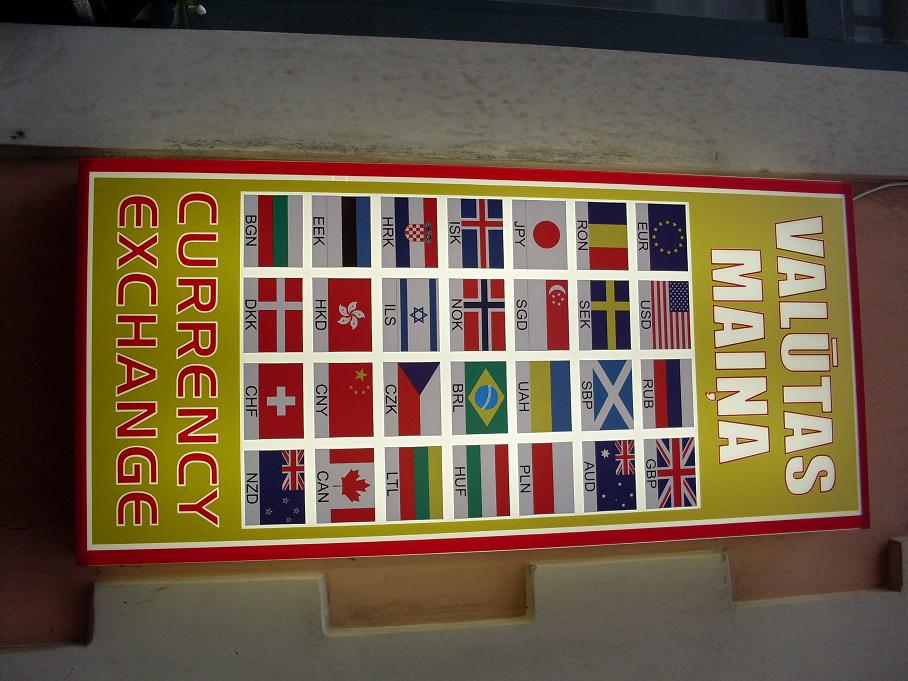 VALŪTAS
MAIŅA
EUR USD RUB GBP
RON SEK SBP AUD
JPY SGD UAH PLN
ISK NOK BRL HUF
HRK ILS CZK LTL
EEK HKD CNY CAN
BGN DKK CHF NZD
CURRENCY
EXCHANGE